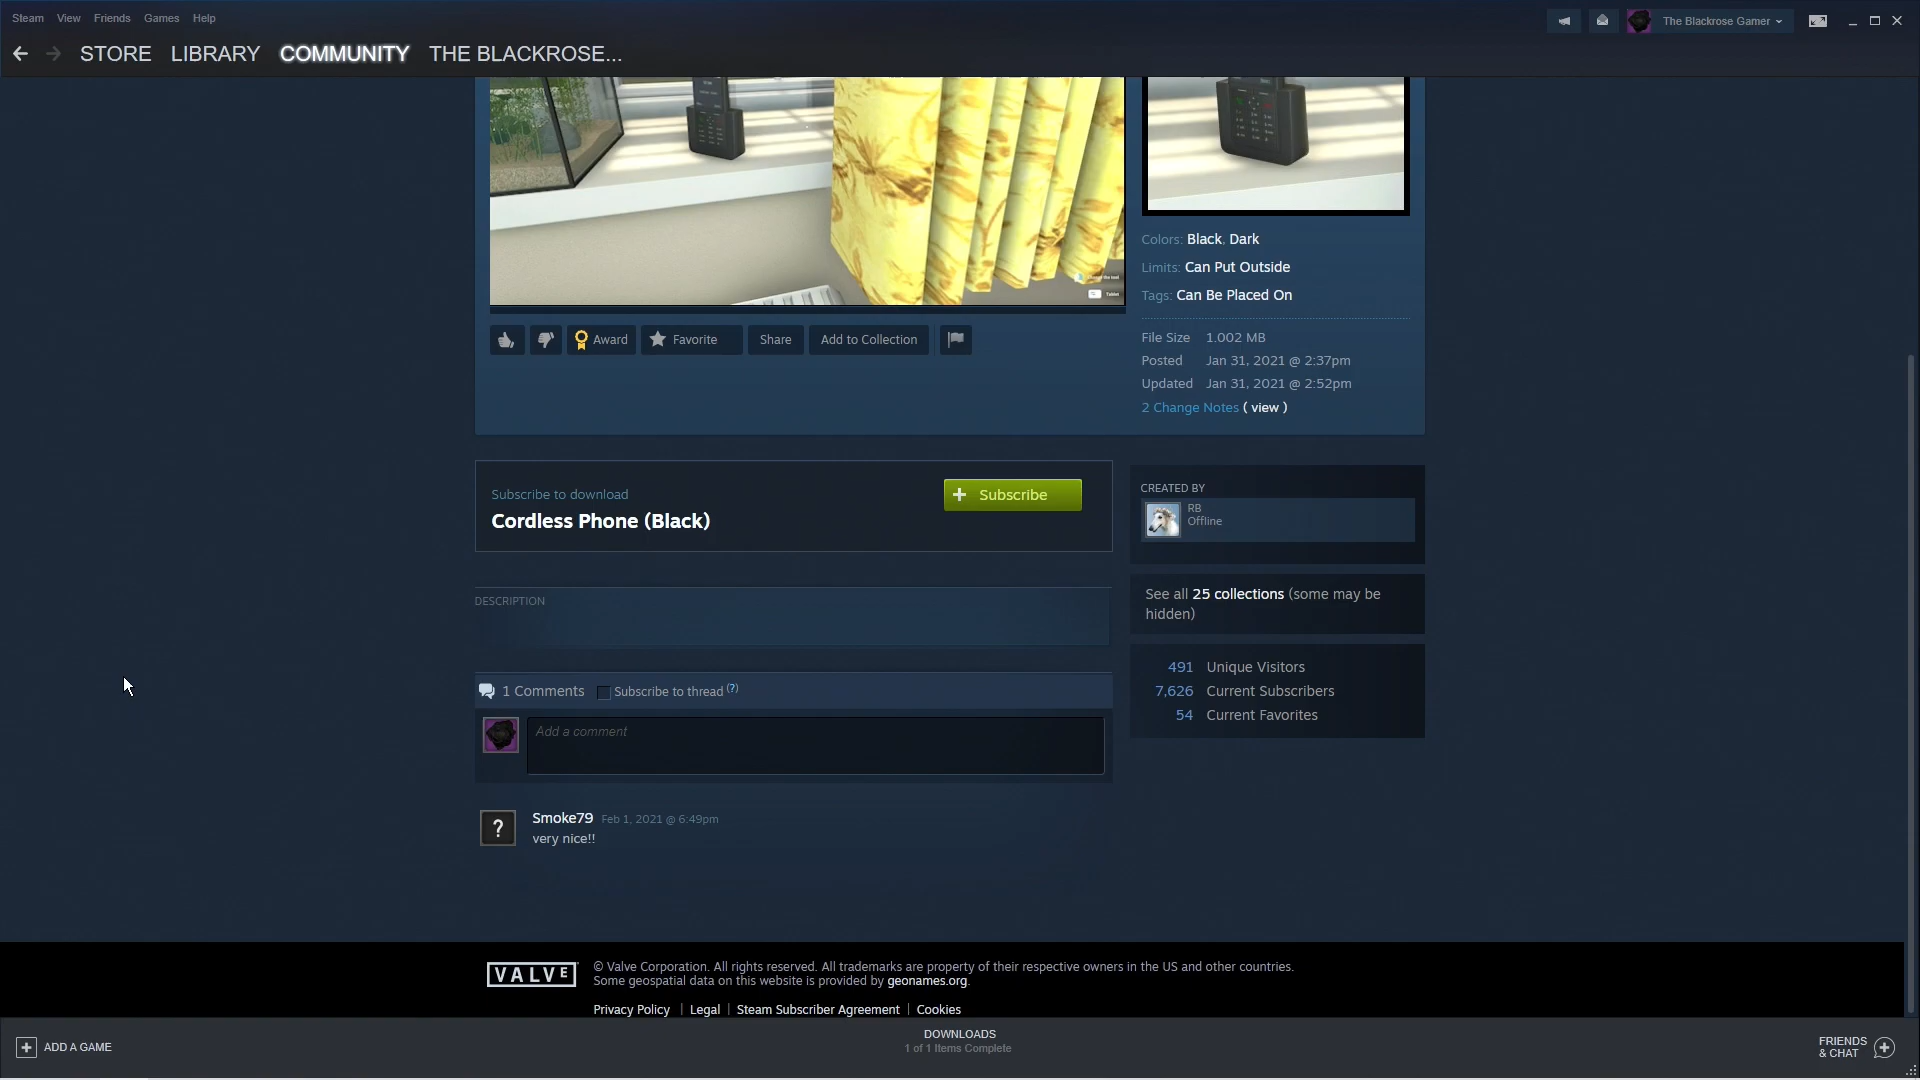 Steam View Friends Games Help
The Blackrose Gamer
STORE LIBRARY COMMUNITY THE BLACKROSE...
Colors: Black, Dark
Limits: Can Put Outside
Tags: Can Be Placed On
Tablet
Award Favorite Share Add to Collection
File Size 1.002 MB
Posted Jan 31, 2021 @ 2:37pm
Updated Jan 31, 2021 @ 2:52pm
2 Change Notes ( view )
Subscribe to download
Cordless Phone (Black)
+ Subscribe
CREATED BY
RB
Offline
DESCRIPTION
See all 25 collections (some may be
hidden)
491 Unique Visitors
7,626 Current Subscribers
54 Current Favorites
1 Comments Subscribe to thread (?)
Add a comment
?
Smoke79 Feb 1, 2021 @ 6:49pm
very nice!!
VALVE
© Valve Corporation. All rights reserved. All trademarks are property of their respective owners in the US and other countries.
Some geospatial data on this website is provided by geonames.org.
Privacy Policy | Legal | Steam Subscriber Agreement | Cookies
+ ADD A GAME
DOWNLOADS
1 of 1 Items Complete
FRIENDS
& CHAT